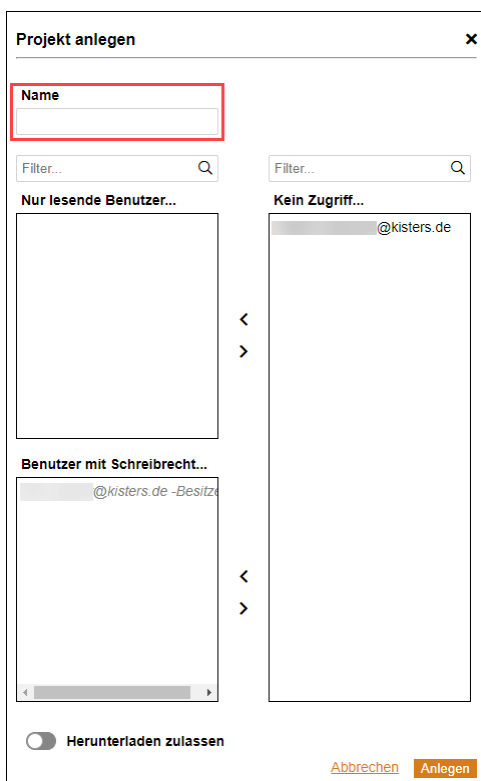 Projekt anlegen
Name
Filter...
Filter...
Nur lesende Benutzer...
Kein Zugriff...
@kisters.de
Benutzer mit Schreibrecht...
@kisters.de -Besitze
Herunterladen zulassen
Abbrechen Anlegen